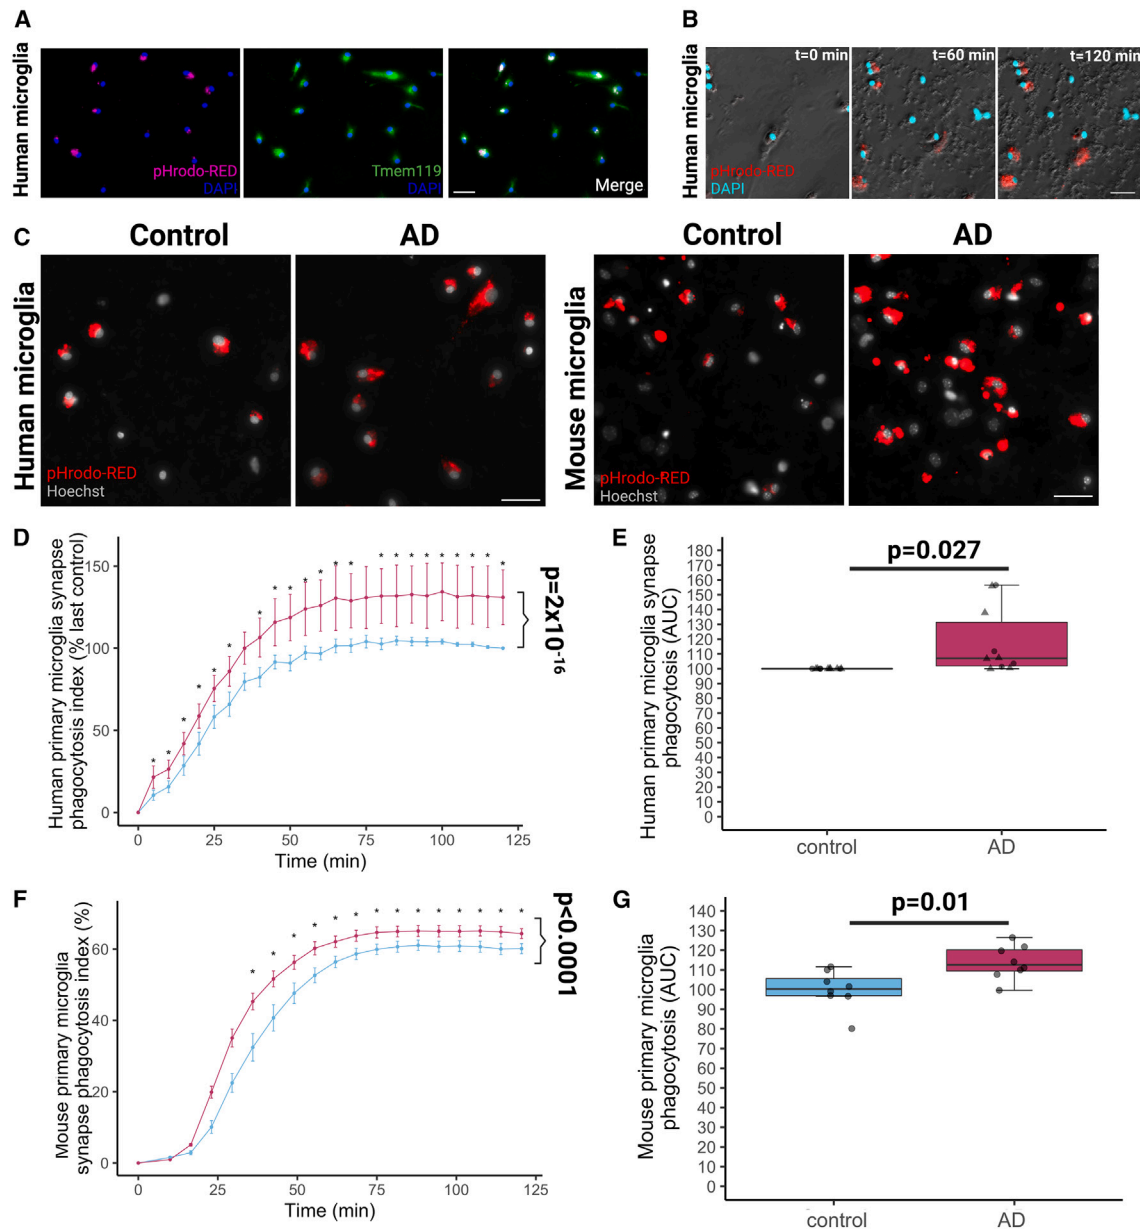 A
Human microglia
pHrodo-RED
DAPI
Tmem119
DAPI
Merge
B
Human microglia
t=0 min
t=60 min
t=120 min
pHrodo-RED
DAPI
C
Control
AD
Human microglia
pHrodo-RED
Hoechst
Control
AD
Mouse microglia
pHrodo-RED
Hoechst
D
Human primary microglia synapse
phagocytosis index (% last control)
150
100
50
0
* * * * * * * * * * * * * * * * * * * * * *
p=2x10-16
0 25 50 75 100 125
Time (min)
E
Human primary microglia synapse
phagocytosis (AUC)
180
170
160
150
140
130
120
110
100
90
80
70
60
50
40
30
20
10
0
p=0.027
control AD
F
Mouse primary microglia
synapse phagocytosis index (%)
60
40
20
0
* * * * * * * * * * * * * *
p<0.0001
0 25 50 75 100 125
Time (min)
G
Mouse primary microglia
phagocytosis (AUC)
140
130
120
110
100
90
80
70
60
50
40
30
20
10
0
p=0.01
control AD